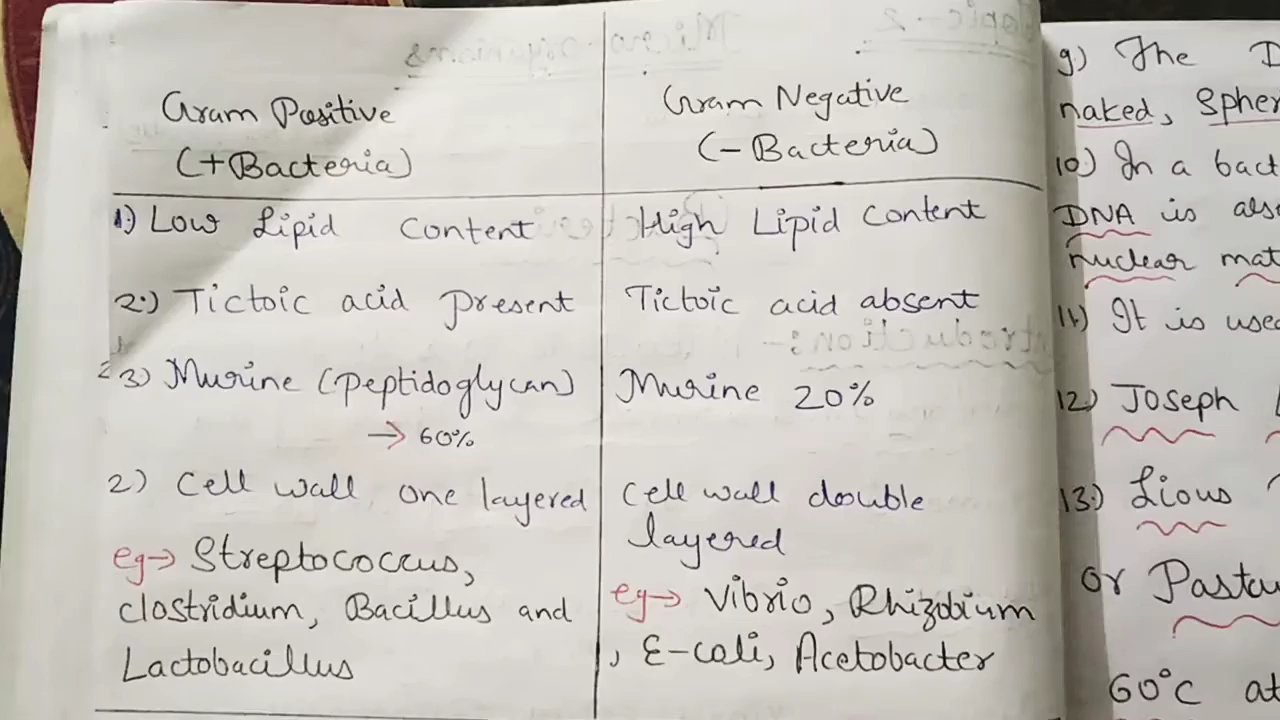 Gram Positive
(+Bacteria)
Gram Negative
(-Bacteria)
1) Low Lipid content
High Lipid Content
2.) Tictoic acid present
Tictoic acid absent
3) Murine (peptidoglycan)
→ 60%
Murine 20%
2) Cell wall one layered
Cell wall double
layered
eg→ Streptococcus,
clostridium, Bacillus and
Lactobacillus
eg→ Vibrio, Rhizobium
, E-coli, Acetobacter
9) The
naked, Spher
10) In a bact
DNA is als
nuclear mat
11) It is used
12) Joseph
13.) Lious
or Pastu
60°C at